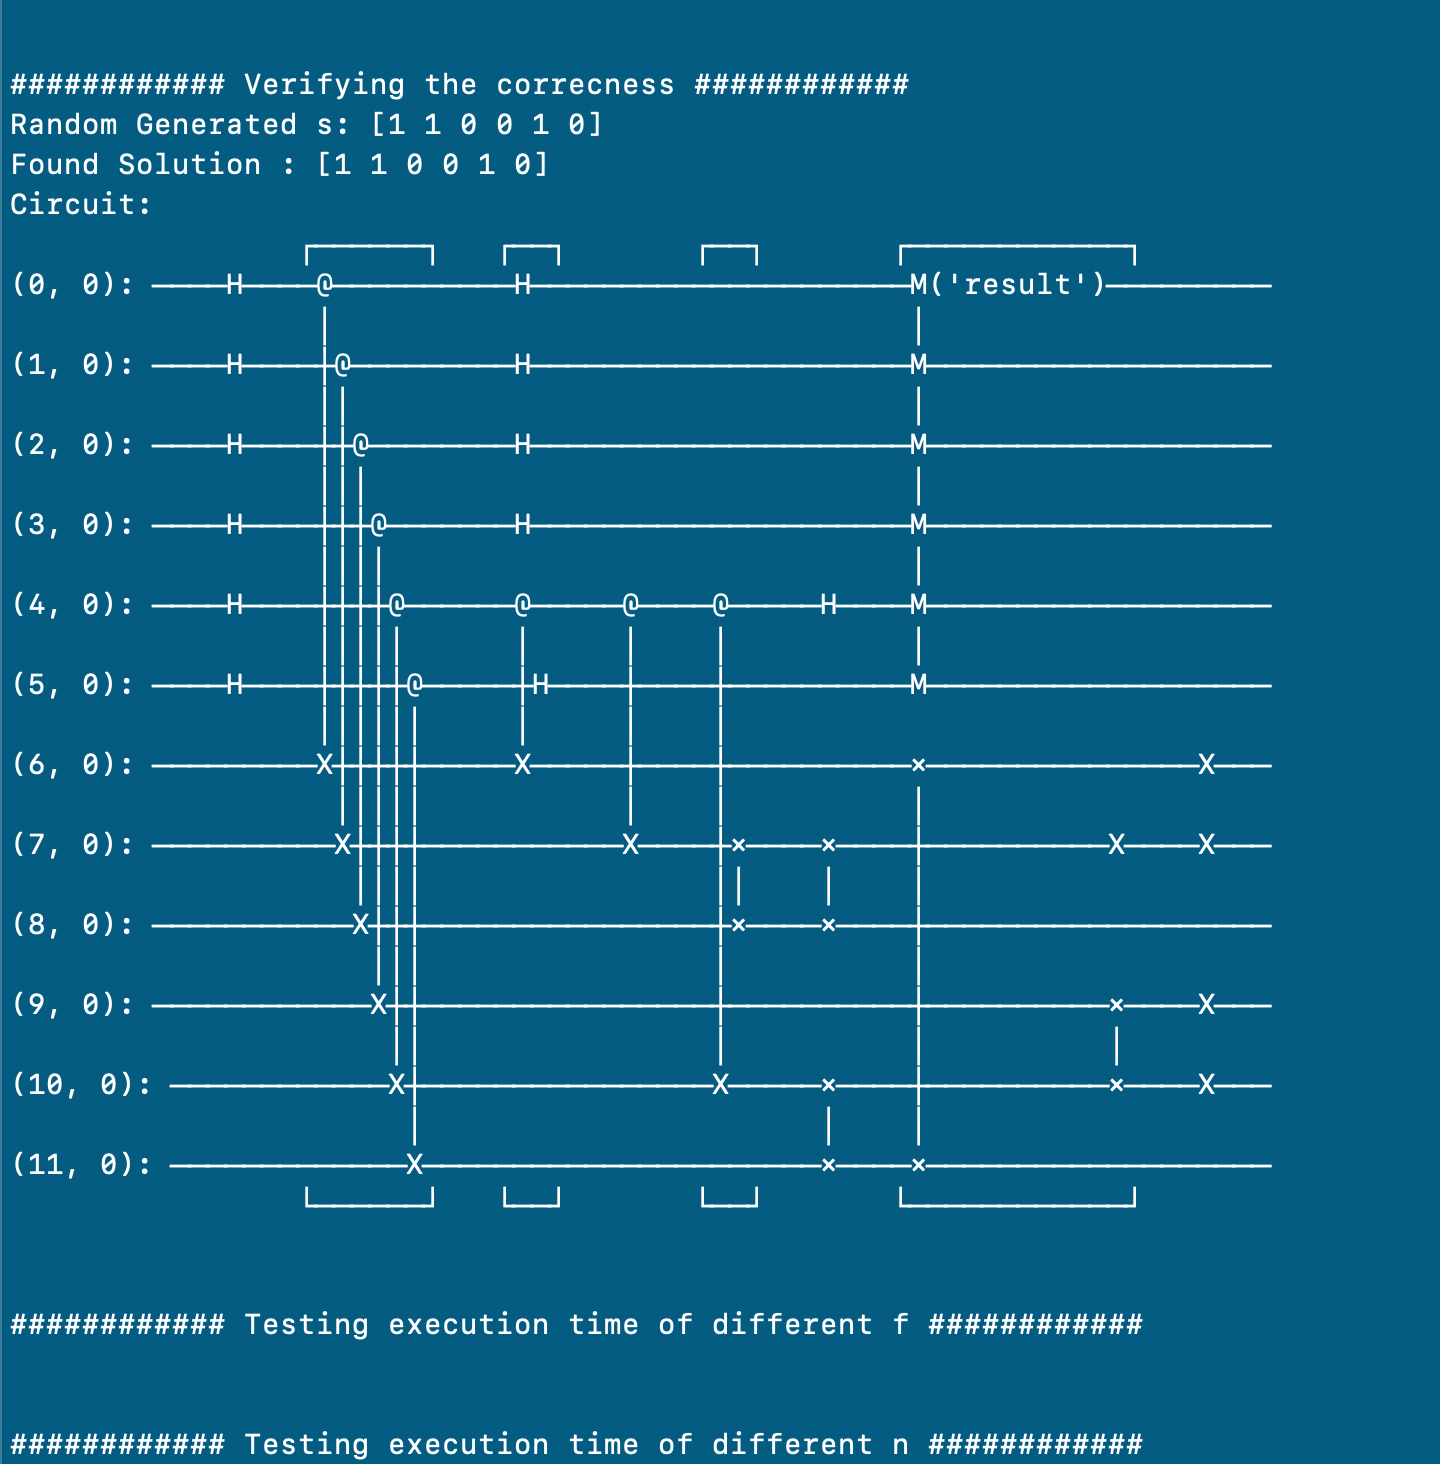 ############ Verifying the correcness ############
Random Generated s: [1 1 0 0 1 0]
Found Solution : [1 1 0 0 1 0]
Circuit:
(0, 0): H @ H M('result')
(1, 0): H @ H M
(2, 0): H @ H M
(3, 0): H @ H M
(4, 0): H @ @ @ @ H M
(5, 0): H @ H M
(6, 0): X X × X
(7, 0): X X × × X X
(8, 0): X × ×
(9, 0): X × X
(10, 0): X X × × X
(11, 0): X × ×
############ Testing execution time of different f ############
############ Testing execution time of different n ############